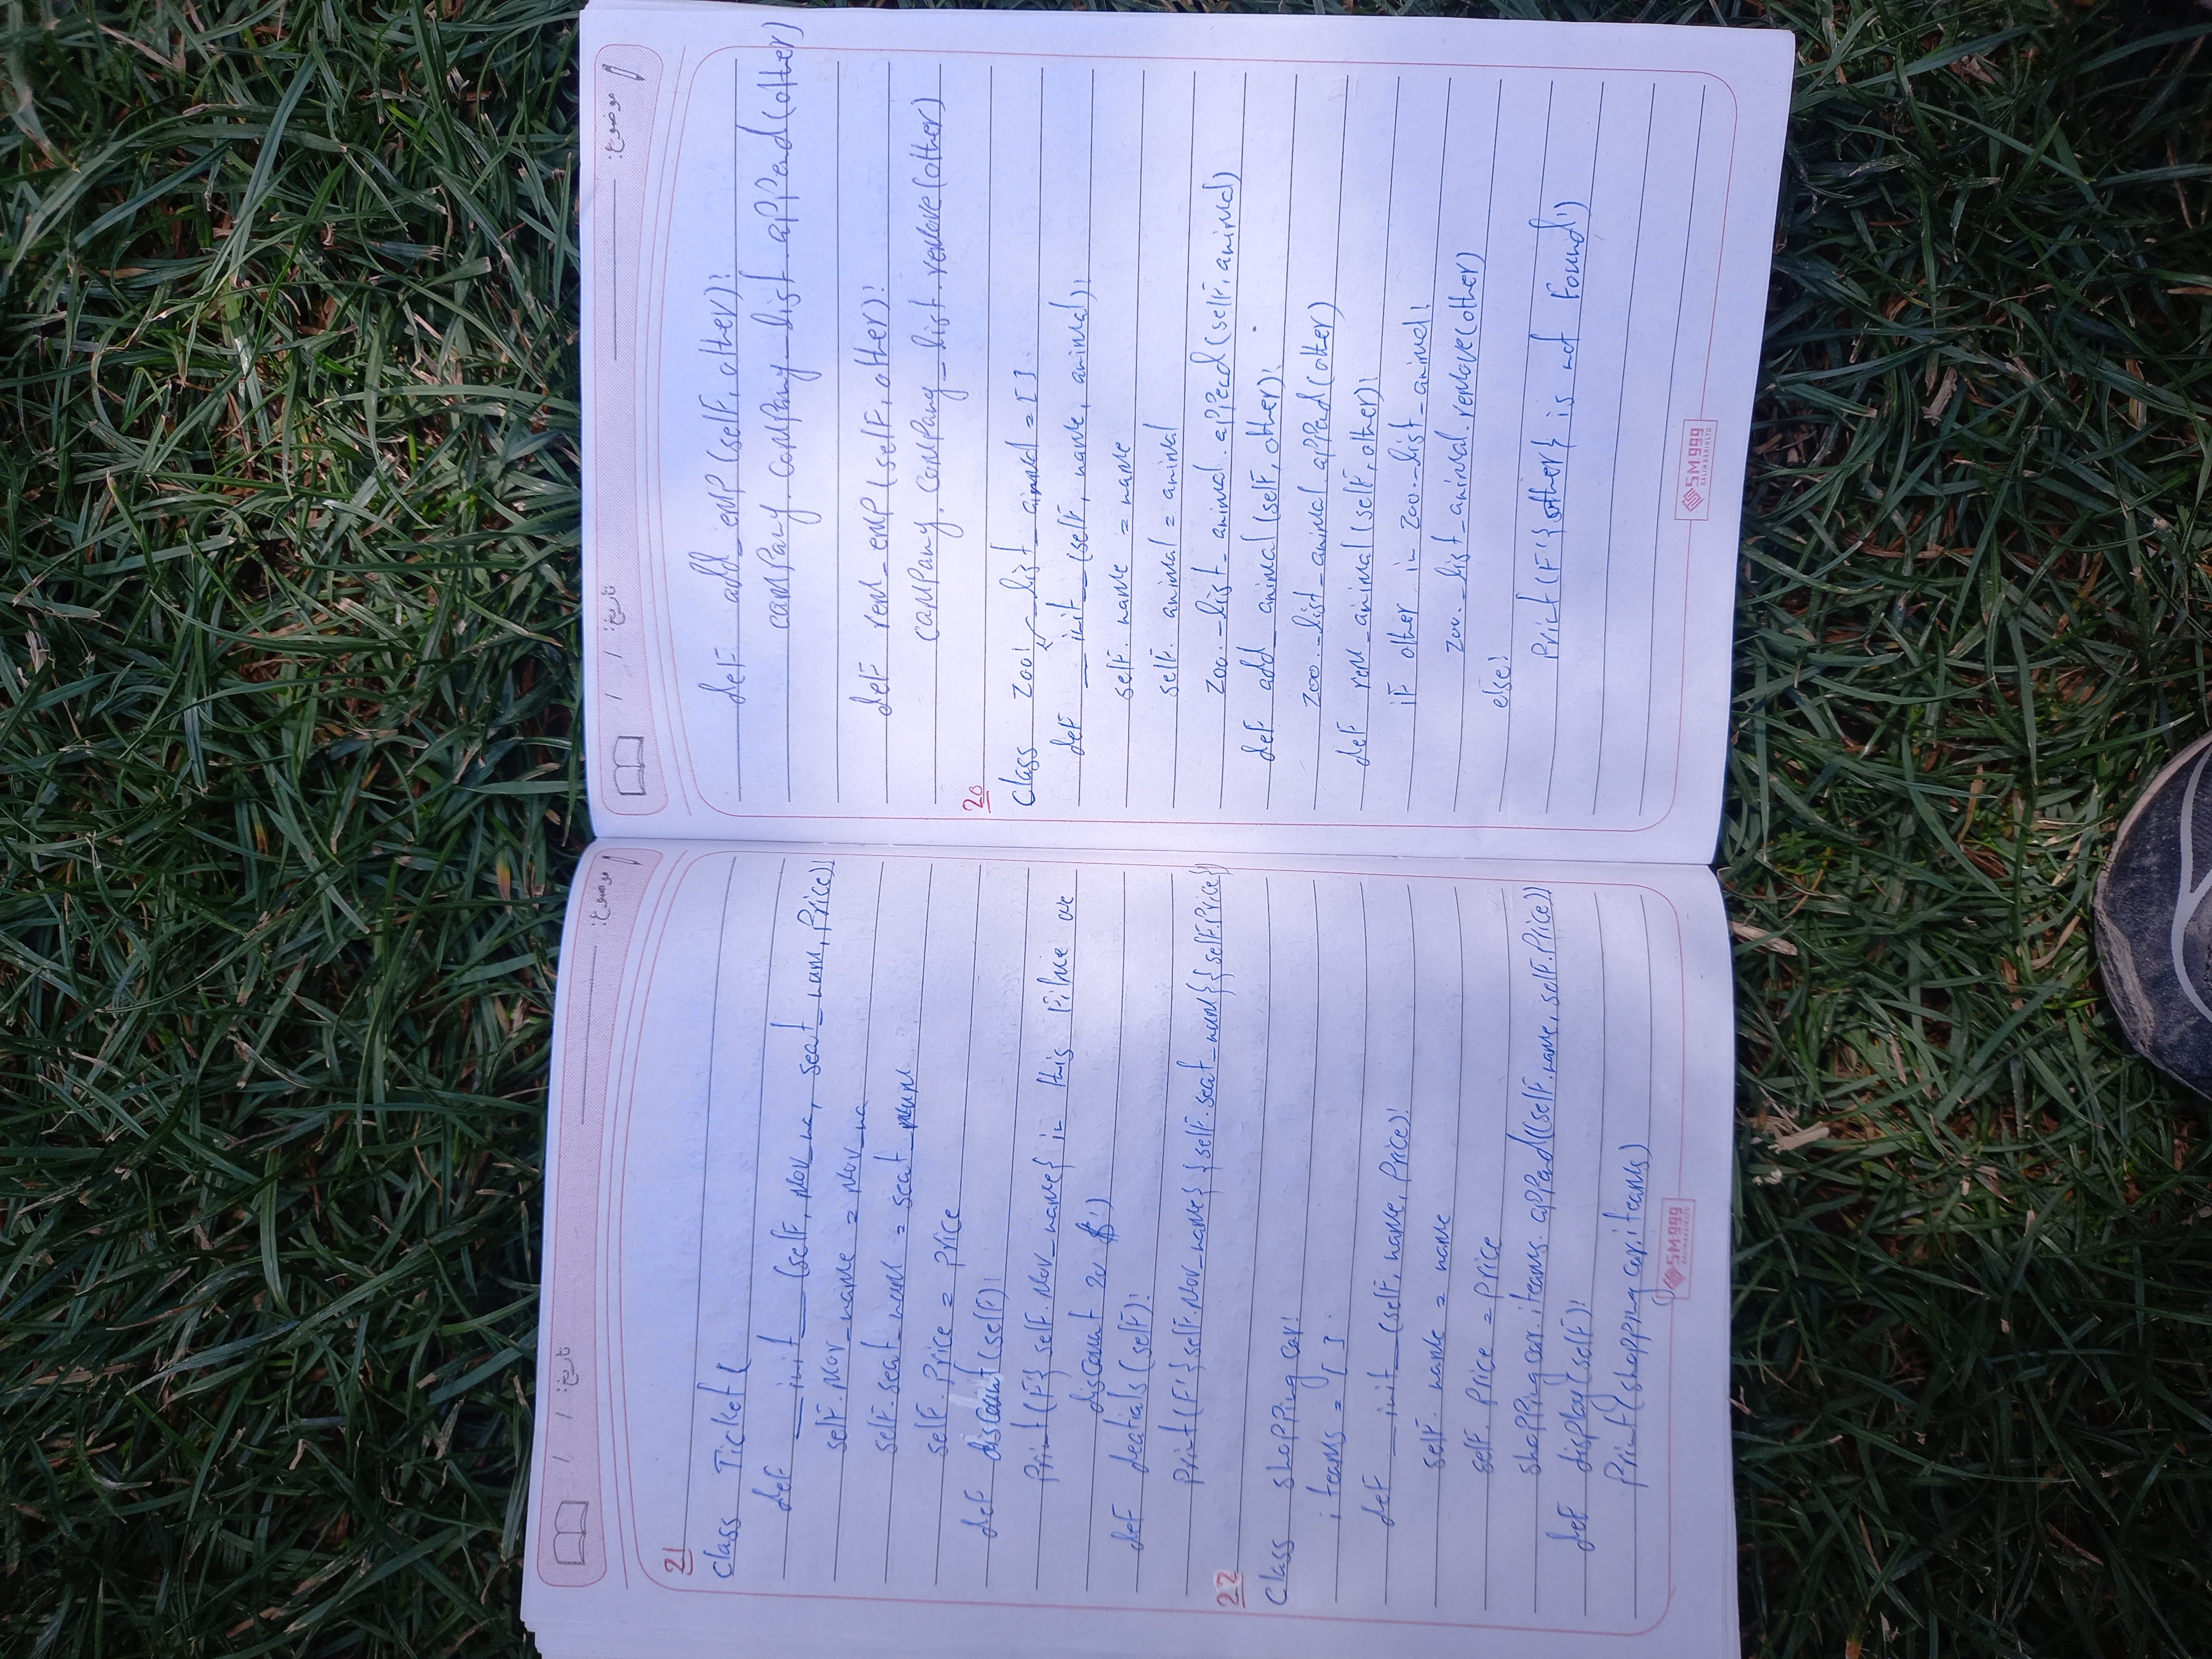 تاریخ: / /
موضوع:
21
class Ticket(
def __init__(self, Mov_na, seat_num, Price):
self.Mov_name = Mov_na
self.seat_num = seat_num
self.Price = Price
def discount(self):
Print(F'} self.Mov_name} in this Filme we
discount 20 $')
def deatials(self):
Print(F'}self.Mov_name} {self.seat_num}{self.Price}
22
class shopping car:
iteams = [ ]
def __init__(self, name, Price):
self. name = name
self. Price = Price
shopping car.iteams.append((self.name, self.Price))
def display(self):
Print(shopping car.iteams)
SM999
SALIM SABIR LTD
تاریخ: / /
موضوع:
def add_emp(self, other):
campany. company_list.append(other)
def rem_emp(self, other):
campany. company_list.remove(other)
20
class Zoo: _list_animal = [ ]
def __init__(self, name, animal):
self. name = name
self. animal = animal
Zoo._list_animal.append(self.animal)
def add_animal(self, other):
Zoo._list_animal.append(other)
def rem_animal(self, other):
if other in Zoo._list_animal:
Zoo._list_animal.remove(other)
else:
Print(F'}other} is not Found')
SM999
SALIM SABIR LTD